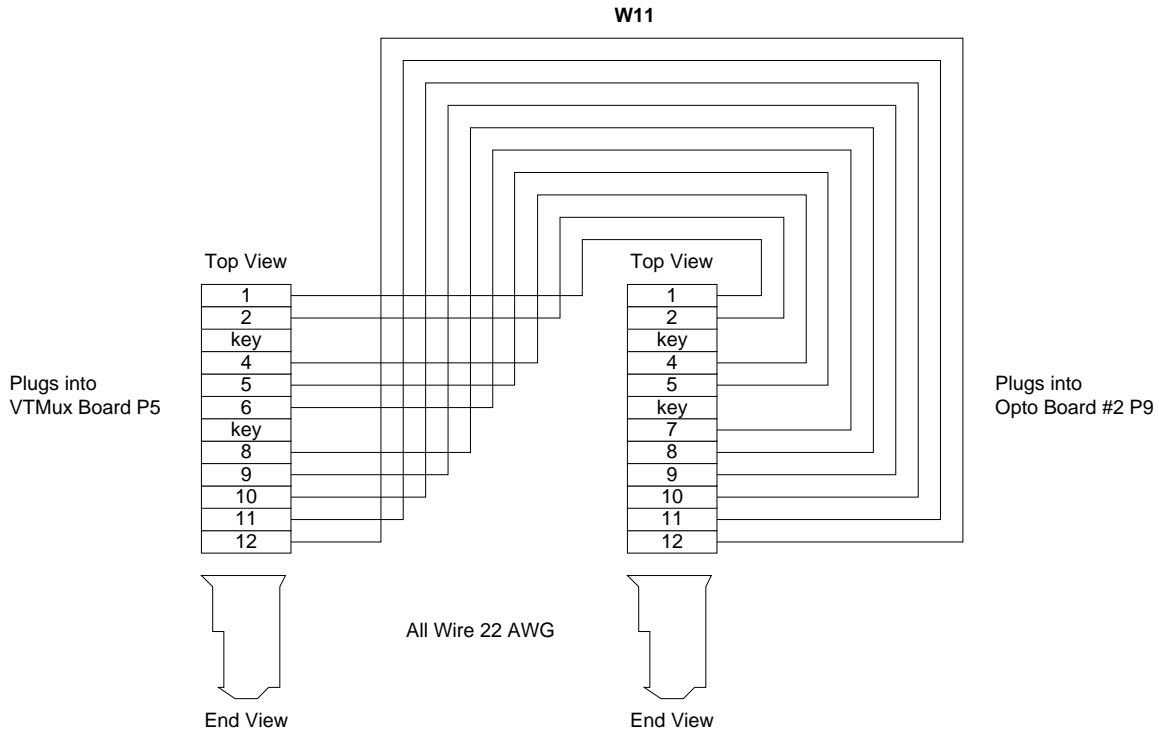 W11
Top View
1
2
key
4
5
6
key
8
9
10
11
12
Plugs into
VTMux Board P5
End View
Top View
1
2
key
4
5
key
7
8
9
10
11
12
Plugs into
Opto Board #2 P9
All Wire 22 AWG
End View